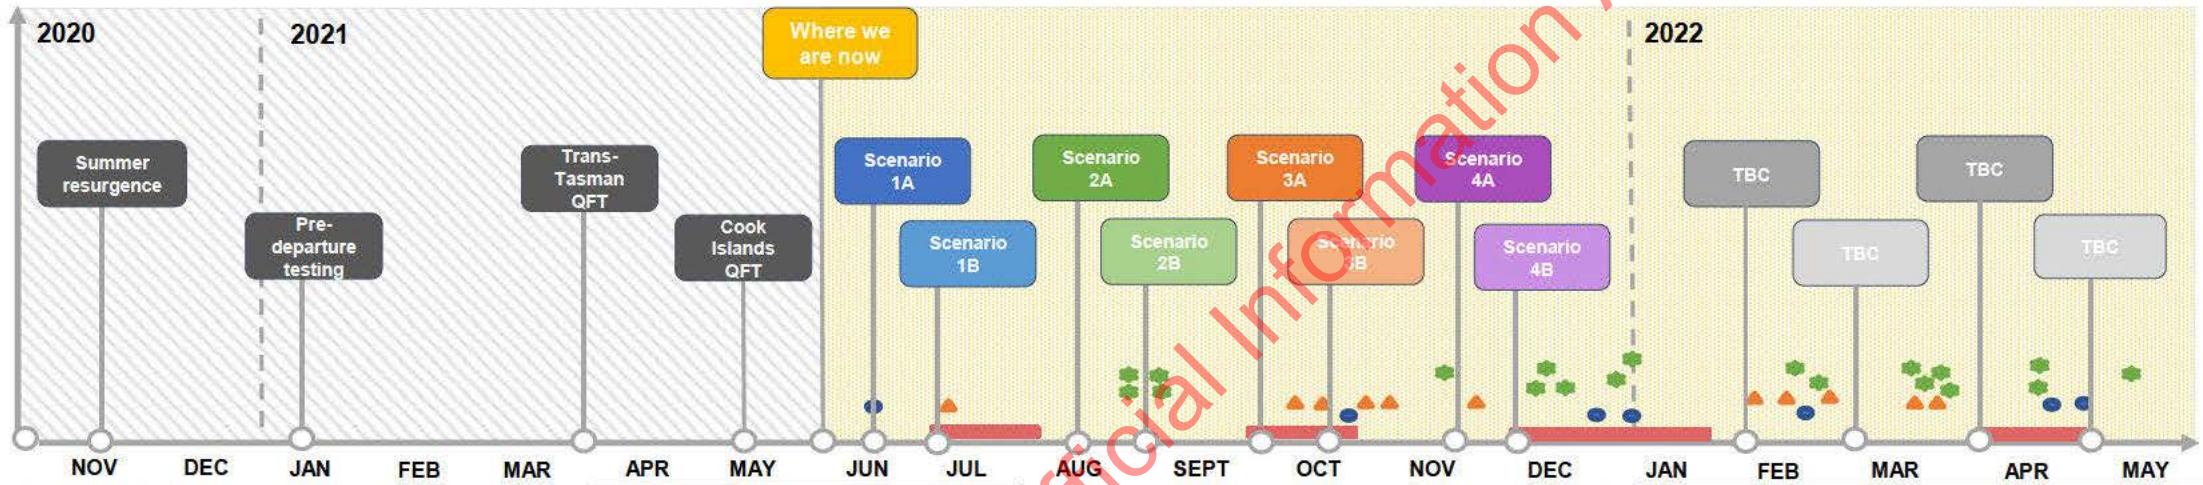 2020
2021
2022
Where we
are now
Summer
resurgence
Pre-
departure
testing
Trans-
Tasman
QFT
Cook
Islands
QFT
Scenario
1A
Scenario
1B
Scenario
2A
Scenario
2B
Scenario
3A
Scenario
3B
Scenario
4A
Scenario
4B
TBC
TBC
TBC
TBC
NOV DEC JAN FEB MAR APR MAY JUN JUL AUG SEPT OCT NOV DEC JAN FEB MAR APR MAY
Information